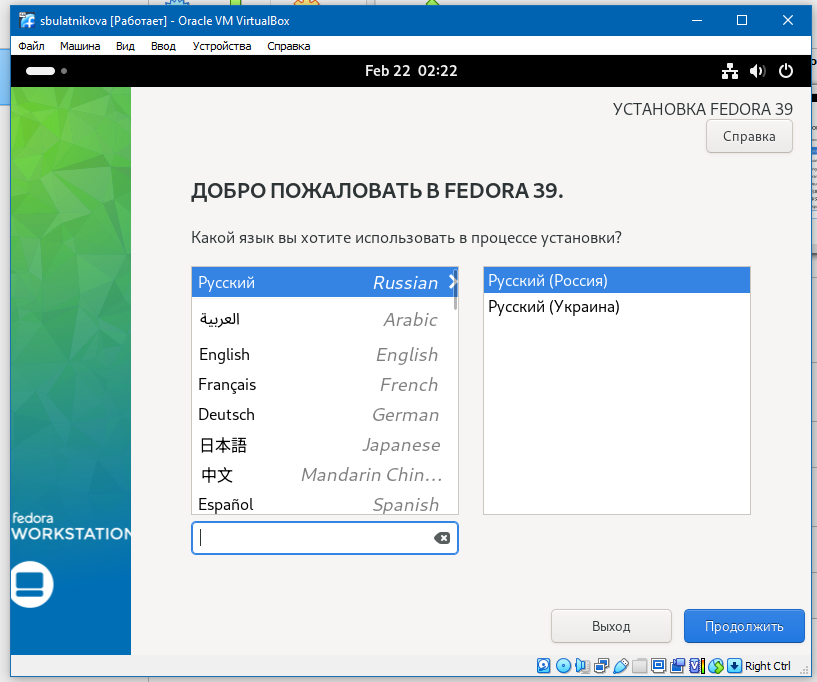 sbulatnikova [Работает] - Oracle VM VirtualBox
Файл Машина Вид Ввод Устройства Справка
Feb 22 02:22
УСТАНОВКА FEDORA 39
Справка
ДОБРО ПОЖАЛОВАТЬ В FEDORA 39.
Какой язык вы хотите использовать в процессе установки?
Русский Russian
Русский (Россия)
Русский (Украина)
العربية Arabic
English English
Français French
Deutsch German
日本語 Japanese
中文 Mandarin Chin...
Español Spanish
fedora
WORKSTATION
Выход
Продолжить
Right Ctrl